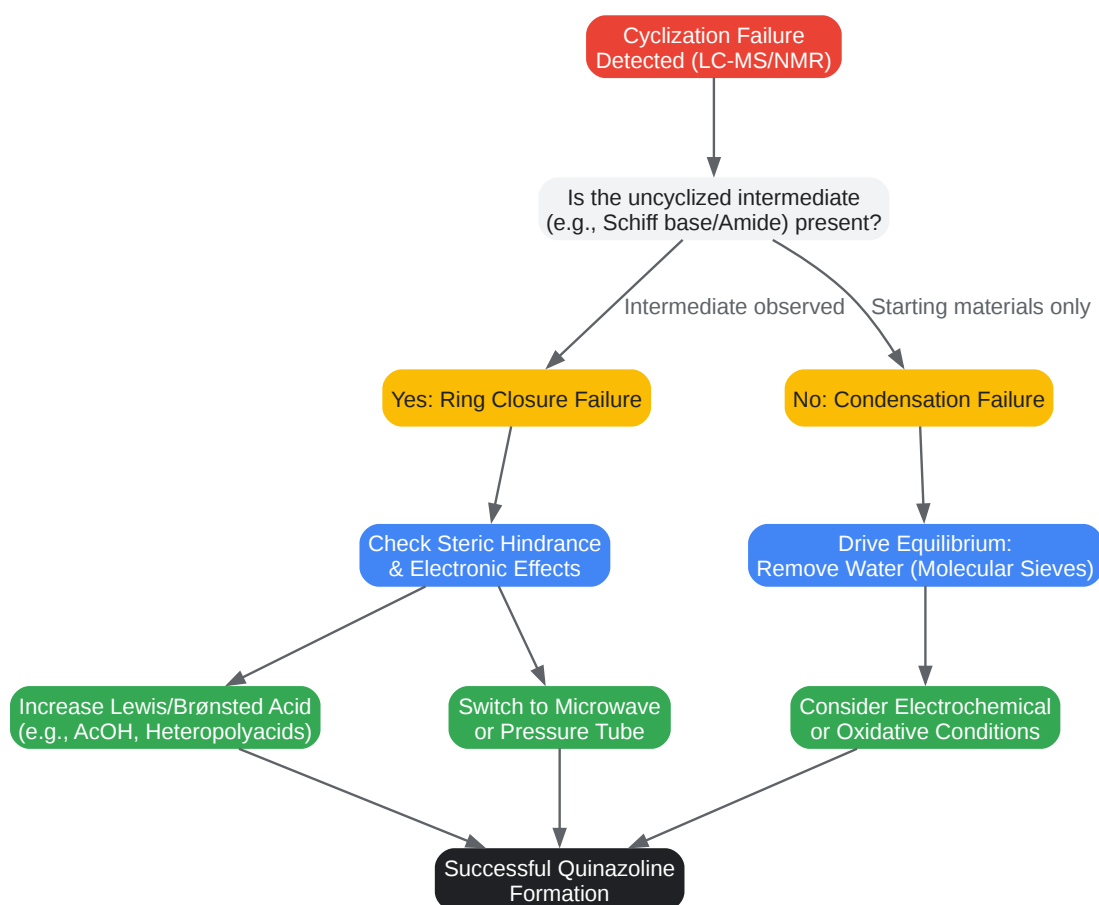 Cyclization Failure
Detected (LC-MS/NMR)
Is the uncyclized intermediate
(e.g., Schiff base/Amide) present?
Intermediate observed
Starting materials only
Yes: Ring Closure Failure
No: Condensation Failure
Check Steric Hindrance
& Electronic Effects
Drive Equilibrium:
Remove Water (Molecular Sieves)
Increase Lewis/Brønsted Acid
(e.g., AcOH, Heteropolyacids)
Switch to Microwave
or Pressure Tube
Consider Electrochemical
or Oxidative Conditions
Successful Quinazoline
Formation